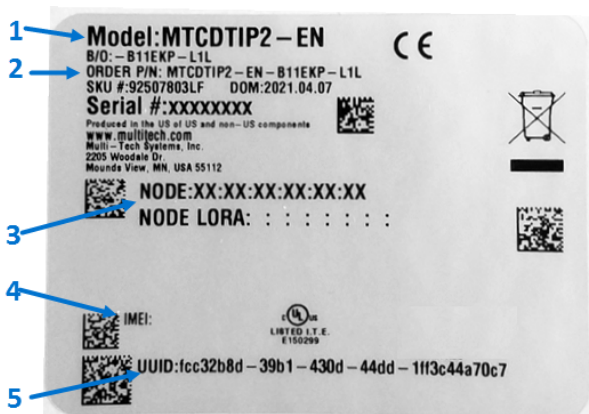 1
Model:MTCDTIP2-EN
B/O:-B11EKP-L1L
2
ORDER P/N: MTCDTIP2-EN-B11EKP-L1L
SKU #:92507803LF DOM:2021.04.07
Serial #:XXXXXXXX
Produced in the US of US and non-US components
www.multitech.com
Multi-Tech Systems, Inc.
2205 Woodale Dr.
Mounds View, MN, USA 55112
CE
3
NODE:XX:XX:XX:XX:XX:XX
NODE LORA: : : : : : : :
4
IMEI:
c UL us
LISTED I.T.E.
E150299
5
UUID:fcc32b8d-39b1-430d-44dd-1ff3c44a70c7